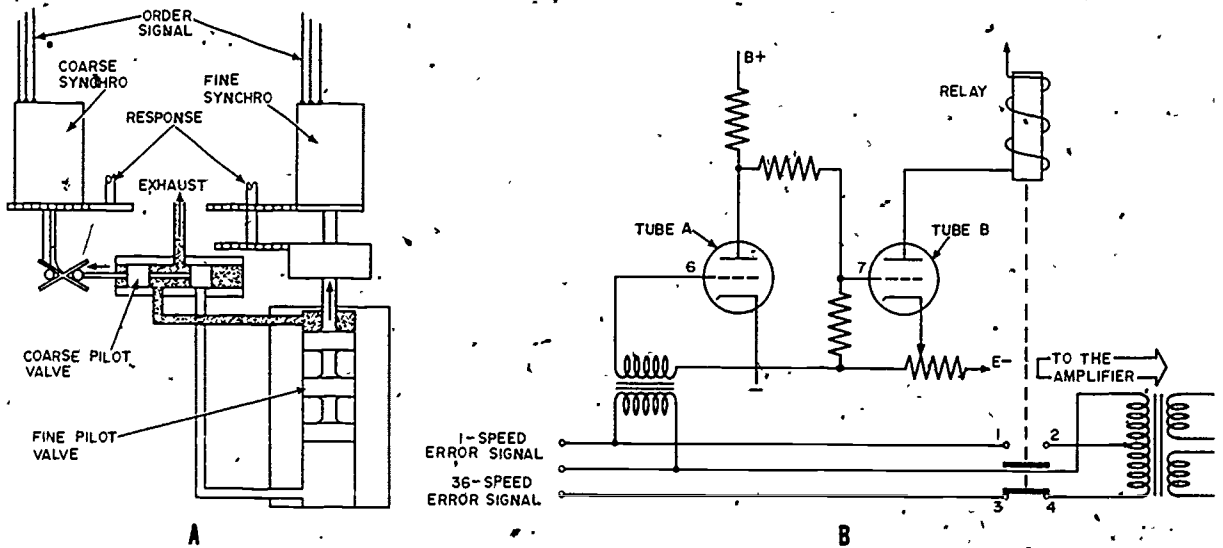 ORDER
SIGNAL
COARSE
SYNCHRO
FINE
SYNCHRO
RESPONSE
EXHAUST
COARSE PILOT
VALVE
FINE PILOT
VALVE
A
B+
RELAY
TUBE A
6
TUBE B
7
E-
TO THE
AMPLIFIER
1-SPEED
ERROR SIGNAL
1
2
36-SPEED
ERROR SIGNAL
3
4
B